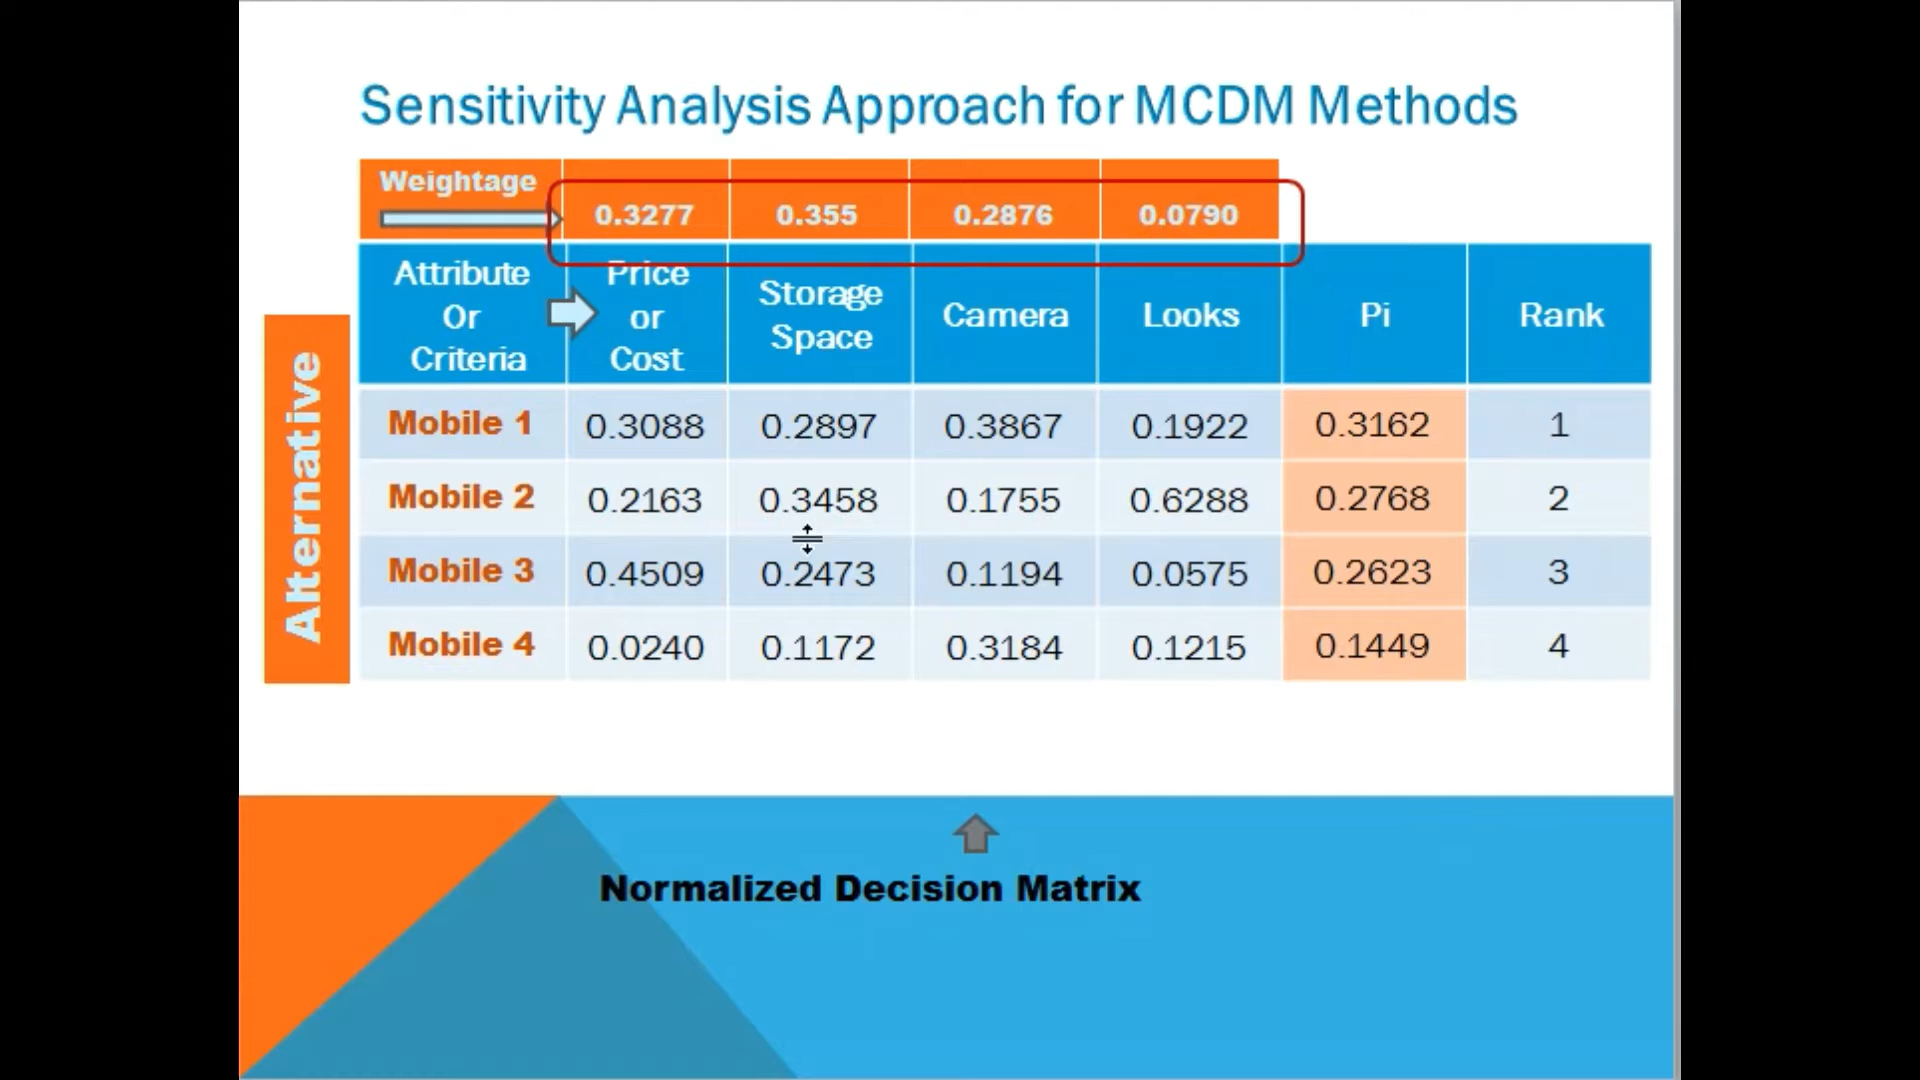 Sensitivity Analysis Approach for MCDM Methods
Weightage 0.3277 0.355 0.2876 0.0790
Attribute Or Criteria Price or Cost Storage Space Camera Looks Pi Rank
Alternative
Mobile 1 0.3088 0.2897 0.3867 0.1922 0.3162 1
Mobile 2 0.2163 0.3458 0.1755 0.6288 0.2768 2
Mobile 3 0.4509 0.2473 0.1194 0.0575 0.2623 3
Mobile 4 0.0240 0.1172 0.3184 0.1215 0.1449 4
Normalized Decision Matrix